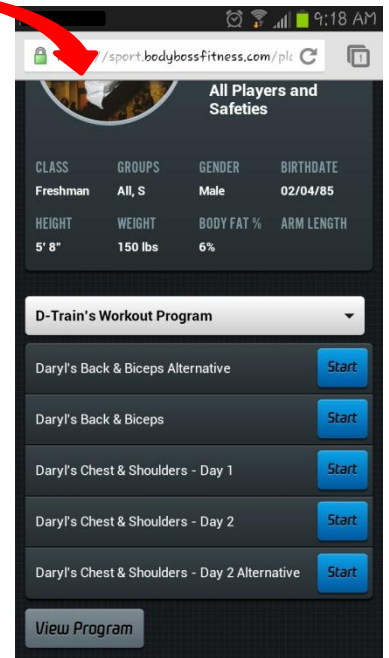 9:18 AM
/sport.bodybossfitness.com/pla
1
All Players and
Safeties
CLASS GROUPS GENDER BIRTHDATE
Freshman All, S Male 02/04/85
HEIGHT WEIGHT BODY FAT % ARM LENGTH
5' 8" 150 lbs 6%
D-Train's Workout Program
Daryl's Back & Biceps Alternative Start
Daryl's Back & Biceps Start
Daryl's Chest & Shoulders - Day 1 Start
Daryl's Chest & Shoulders - Day 2 Start
Daryl's Chest & Shoulders - Day 2 Alternative Start
View Program